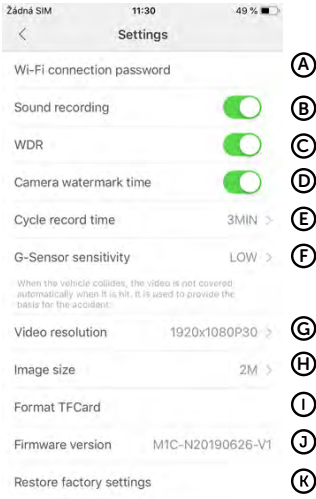 Žádná SIM 11:30 49 %
Settings
Wi-Fi connection password A
Sound recording B
WDR C
Camera watermark time D
Cycle record time 3MIN > E
G-Sensor sensitivity LOW > F
When the vehicle collides, the video is not covered
automatically when it is hit. It is used to provide the
basis for the accident.
Video resolution 1920x1080P30 > G
Image size 2M > H
Format TFCard I
Firmware version M1C-N20190626-V1 J
Restore factory settings K